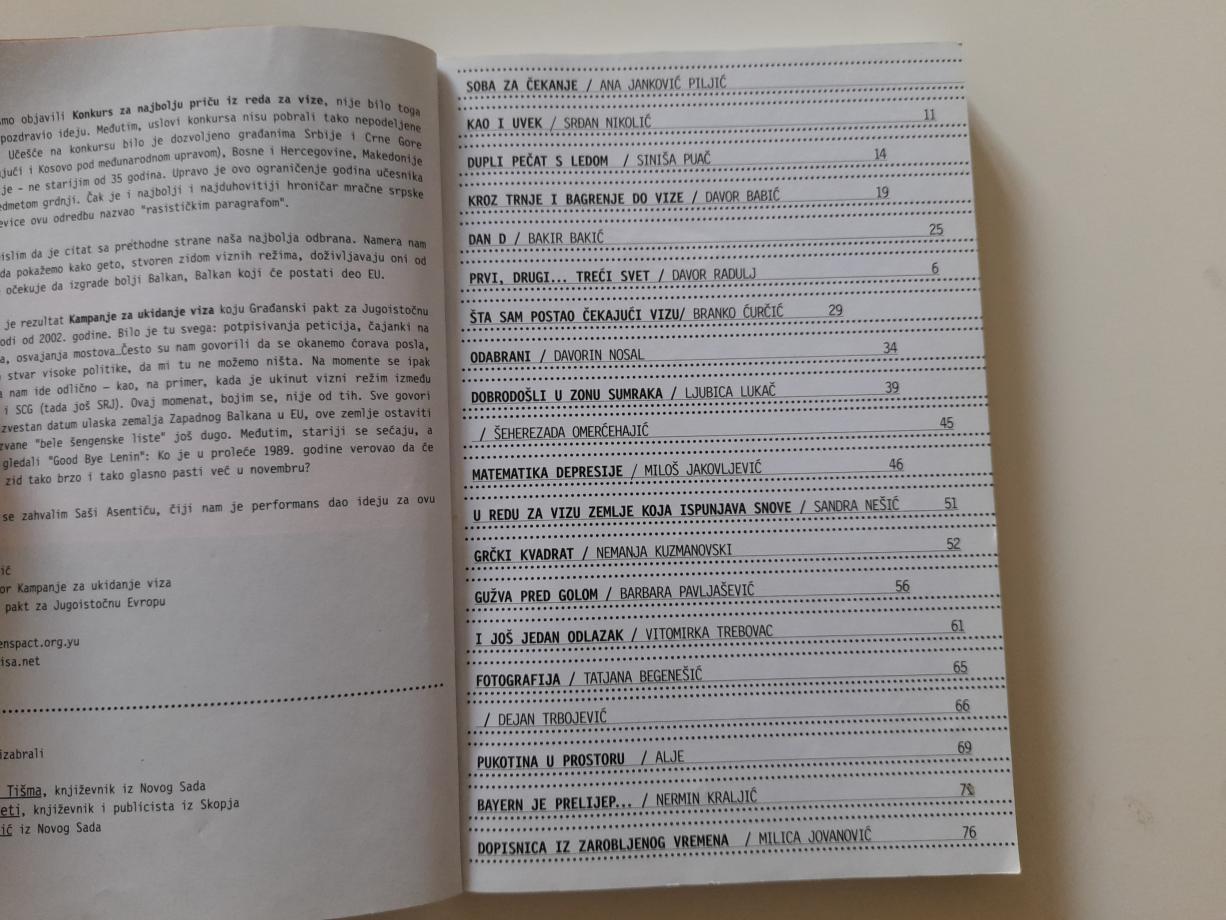 smo objavili Konkurs za najbolju priču iz reda za vize, nije bilo toga
pozdravio ideju. Međutim, uslovi konkursa nisu pobrali tako nepodeljene
Učešće na konkursu bilo je dozvoljeno građanima Srbije i Crne Gore
jući i Kosovo pod međunarodnom upravom), Bosne i Hercegovine, Makedonije
je - ne starijim od 35 godina. Upravo je ovo ograničenje godina učesnika
edmetom grdnji. Čak je i najbolji i najduhovitiji hroničar mračne srpske
evice ovu odredbu nazvao "rasističkim paragrafom".
islim da je citat sa prethodne strane naša najbolja odbrana. Namera nam
da pokažemo kako geto, stvoren zidom viznih režima, doživljavaju oni od
očekuje da izgrade bolji Balkan, Balkan koji će postati deo EU.
je rezultat Kampanje za ukidanje viza koju Građanski pakt za Jugoistočnu
odi od 2002. godine. Bilo je tu svega: potpisivanja peticija, čajanki na
a, osvajanja mostova…Često su nam govorili da se okanemo ćorava posla,
stvar visoke politike, da mi tu ne možemo ništa. Na momente se ipak
a nam ide odlično – kao, na primer, kada je ukinut vizni režim između
i SCG (tada još SRJ). Ovaj momenat, bojim se, nije od tih. Sve govori
zvestan datum ulaska zemalja Zapadnog Balkana u EU, ove zemlje ostaviti
zvane "bele šengenske liste" još dugo. Međutim, stariji se sećaju, a
gledali "Good Bye Lenin": Ko je u proleće 1989. godine verovao da če
zid tako brzo i tako glasno pasti već u novembru?
se zahvalim Saši Asentiću, čiji nam je performans dao ideju za ovu
ić
or Kampanje za ukidanje viza
pakt za Jugoistočnu Evropu
enspact.org.yu
isa.net
izabrali
Tišma, književnik iz Novog Sada
eti, književnik i publicista iz Skopja
ić iz Novog Sada
SOBA ZA ČEKANJE / ANA JANKOVIĆ PILJIĆ
KAO I UVEK / SRĐAN NIKOLIĆ 11
DUPLI PEČAT S LEDOM / SINIŠA PUAČ 14
KROZ TRNJE I BAGRENJE DO VIZE / DAVOR BABIĆ 19
DAN D / BAKIR BAKIĆ 25
PRVI, DRUGI... TREĆI SVET / DAVOR RADULJ 6
ŠTA SAM POSTAO ČEKAJUĆI VIZU/ BRANKO ĆURČIĆ 29
ODABRANI / DAVORIN NOSAL 34
DOBRODOŠLI U ZONU SUMRAKA / LJUBICA LUKAČ 39
/ ŠEHEREZADA OMERĆEHAJIĆ 45
MATEMATIKA DEPRESIJE / MILOŠ JAKOVLJEVIĆ 46
U REDU ZA VIZU ZEMLJE KOJA ISPUNJAVA SNOVE / SANDRA NEŠIĆ 51
GRČKI KVADRAT / NEMANJA KUZMANOVSKI 52
GUŽVA PRED GOLOM / BARBARA PAVLJAŠEVIĆ 56
I JOŠ JEDAN ODLAZAK / VITOMIRKA TREBOVAC 61
FOTOGRAFIJA / TATJANA BEGENEŠIĆ 65
/ DEJAN TRBOJEVIĆ 66
PUKOTINA U PROSTORU / ALJE 69
BAYERN JE PRELIJEP... / NERMIN KRALJIĆ
DOPISNICA IZ ZAROBLJENOG VREMENA / MILICA JOVANOVIĆ 76